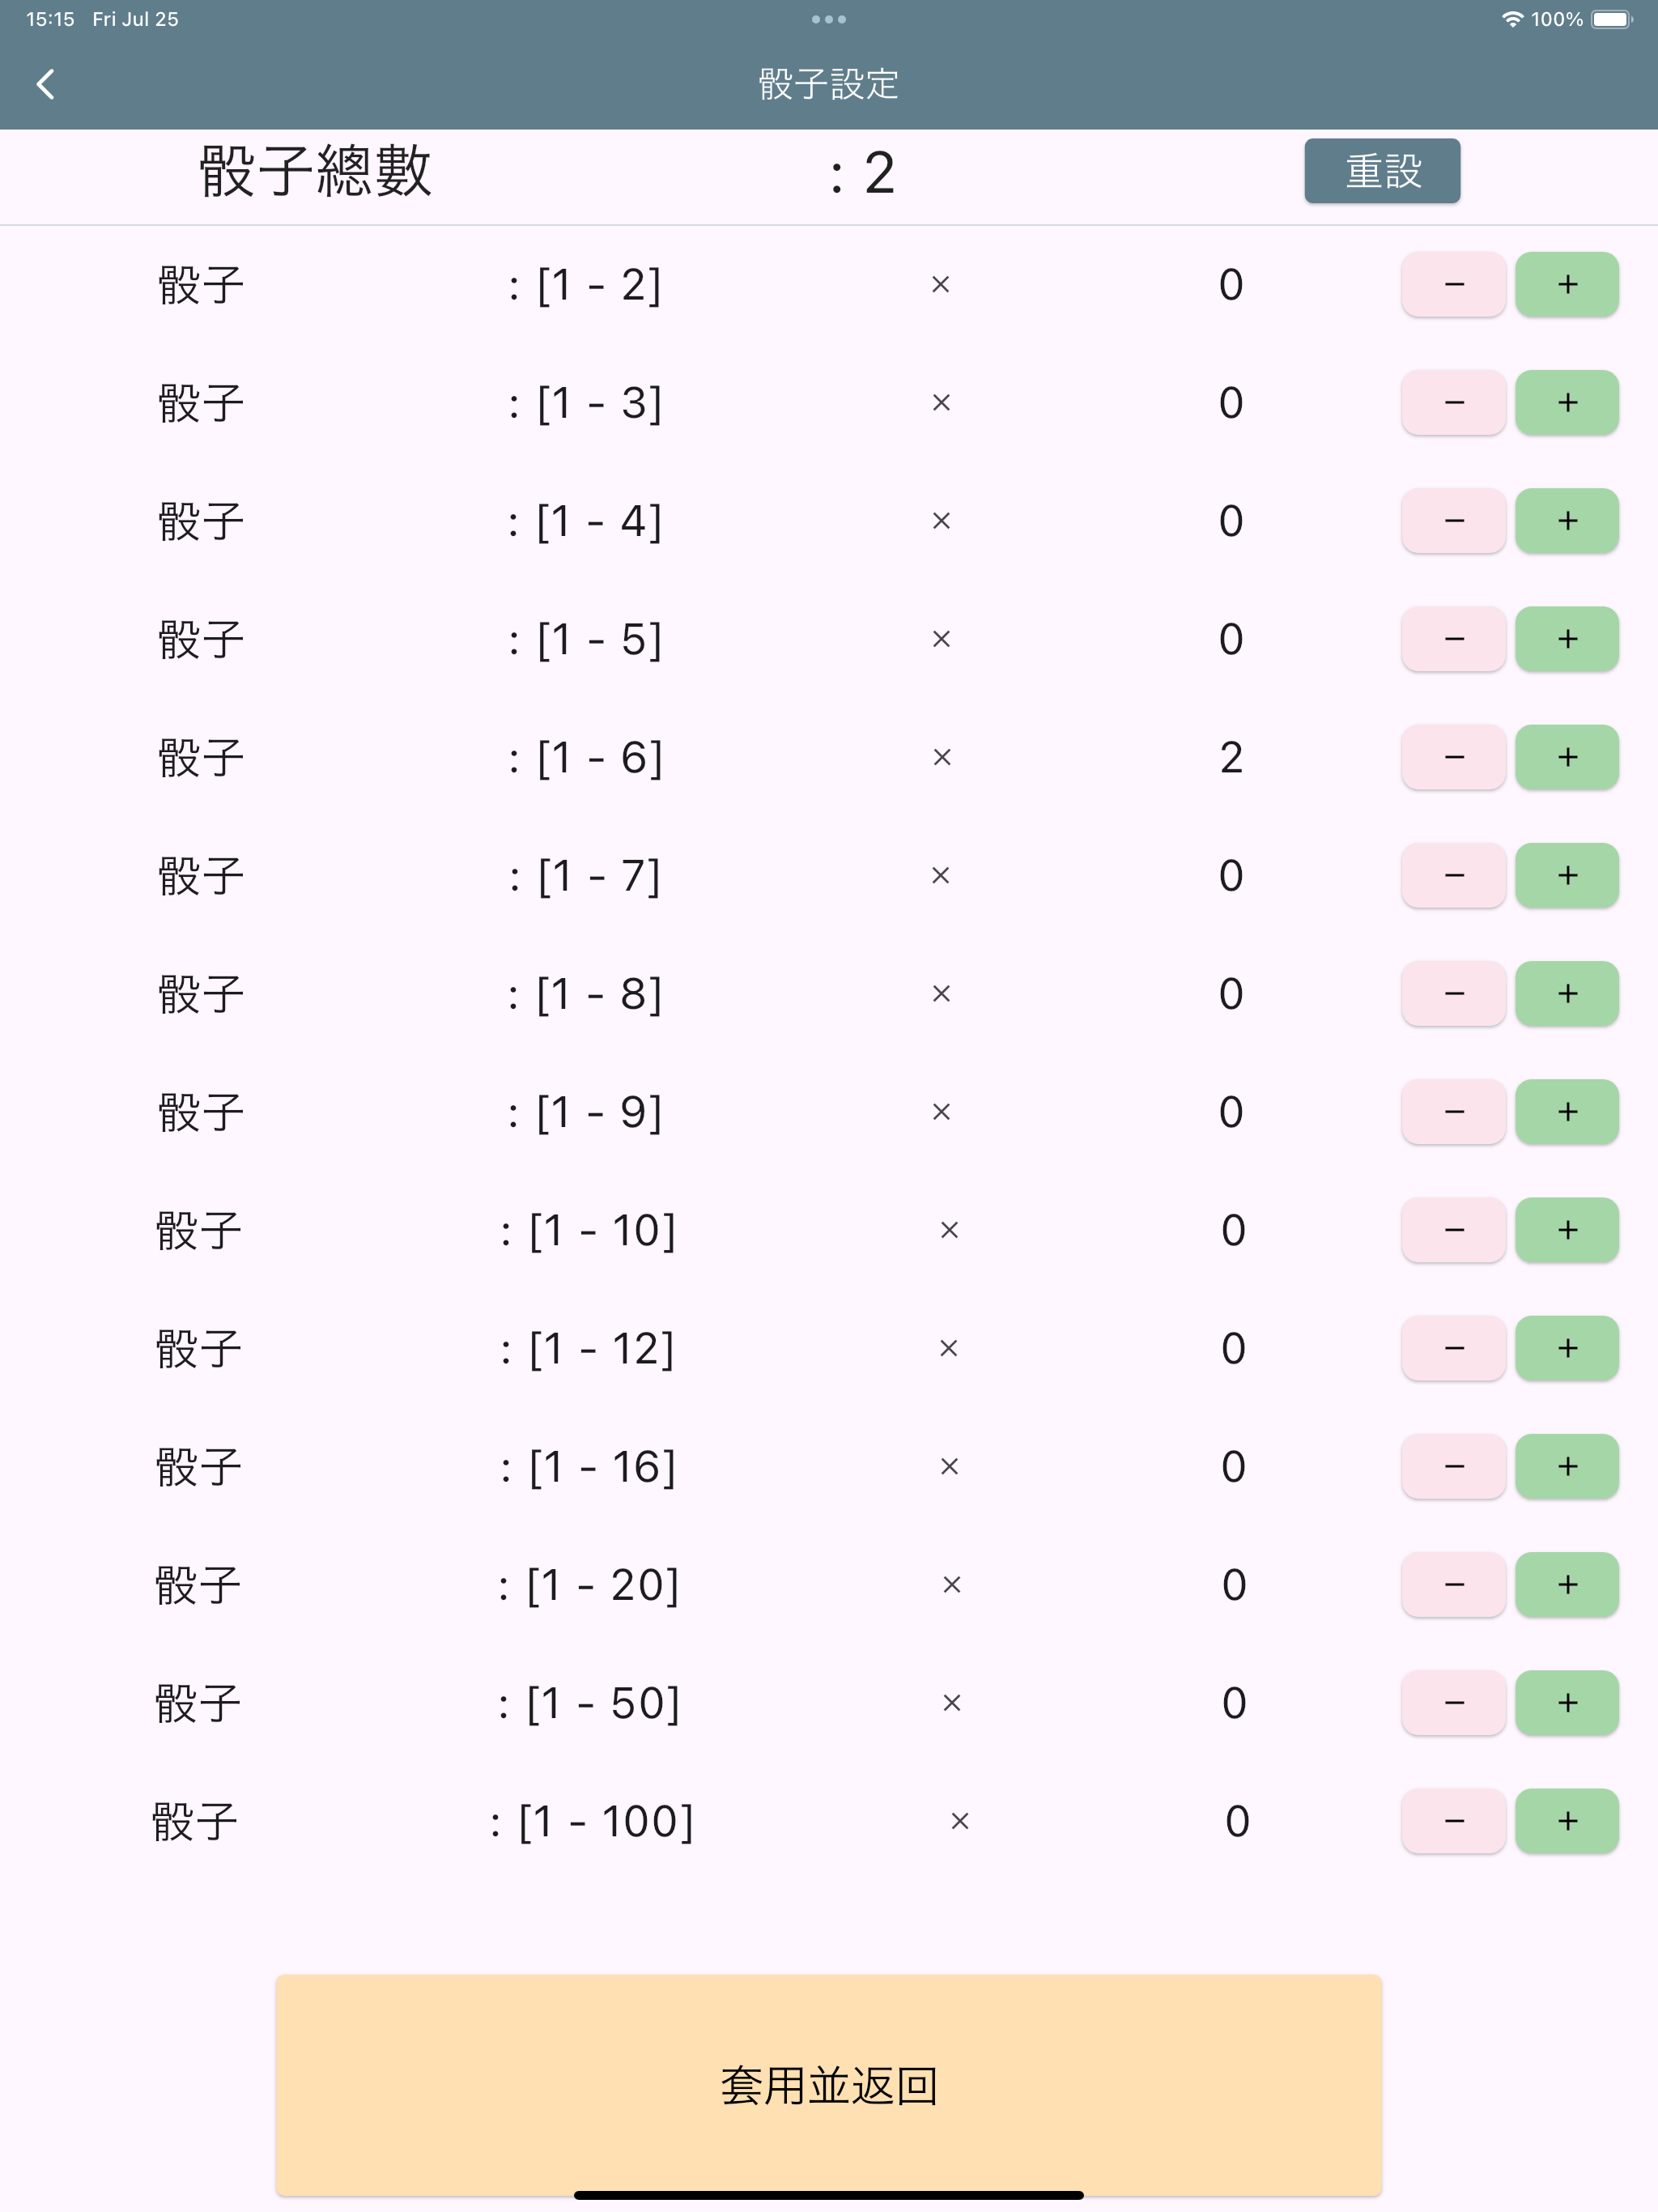 15:15 Fri Jul 25 100%
骰子設定
骰子總數 : 2 重設
骰子 : [1 - 2] × 0 − +
骰子 : [1 - 3] × 0 − +
骰子 : [1 - 4] × 0 − +
骰子 : [1 - 5] × 0 − +
骰子 : [1 - 6] × 2 − +
骰子 : [1 - 7] × 0 − +
骰子 : [1 - 8] × 0 − +
骰子 : [1 - 9] × 0 − +
骰子 : [1 - 10] × 0 − +
骰子 : [1 - 12] × 0 − +
骰子 : [1 - 16] × 0 − +
骰子 : [1 - 20] × 0 − +
骰子 : [1 - 50] × 0 − +
骰子 : [1 - 100] × 0 − +
套用並返回